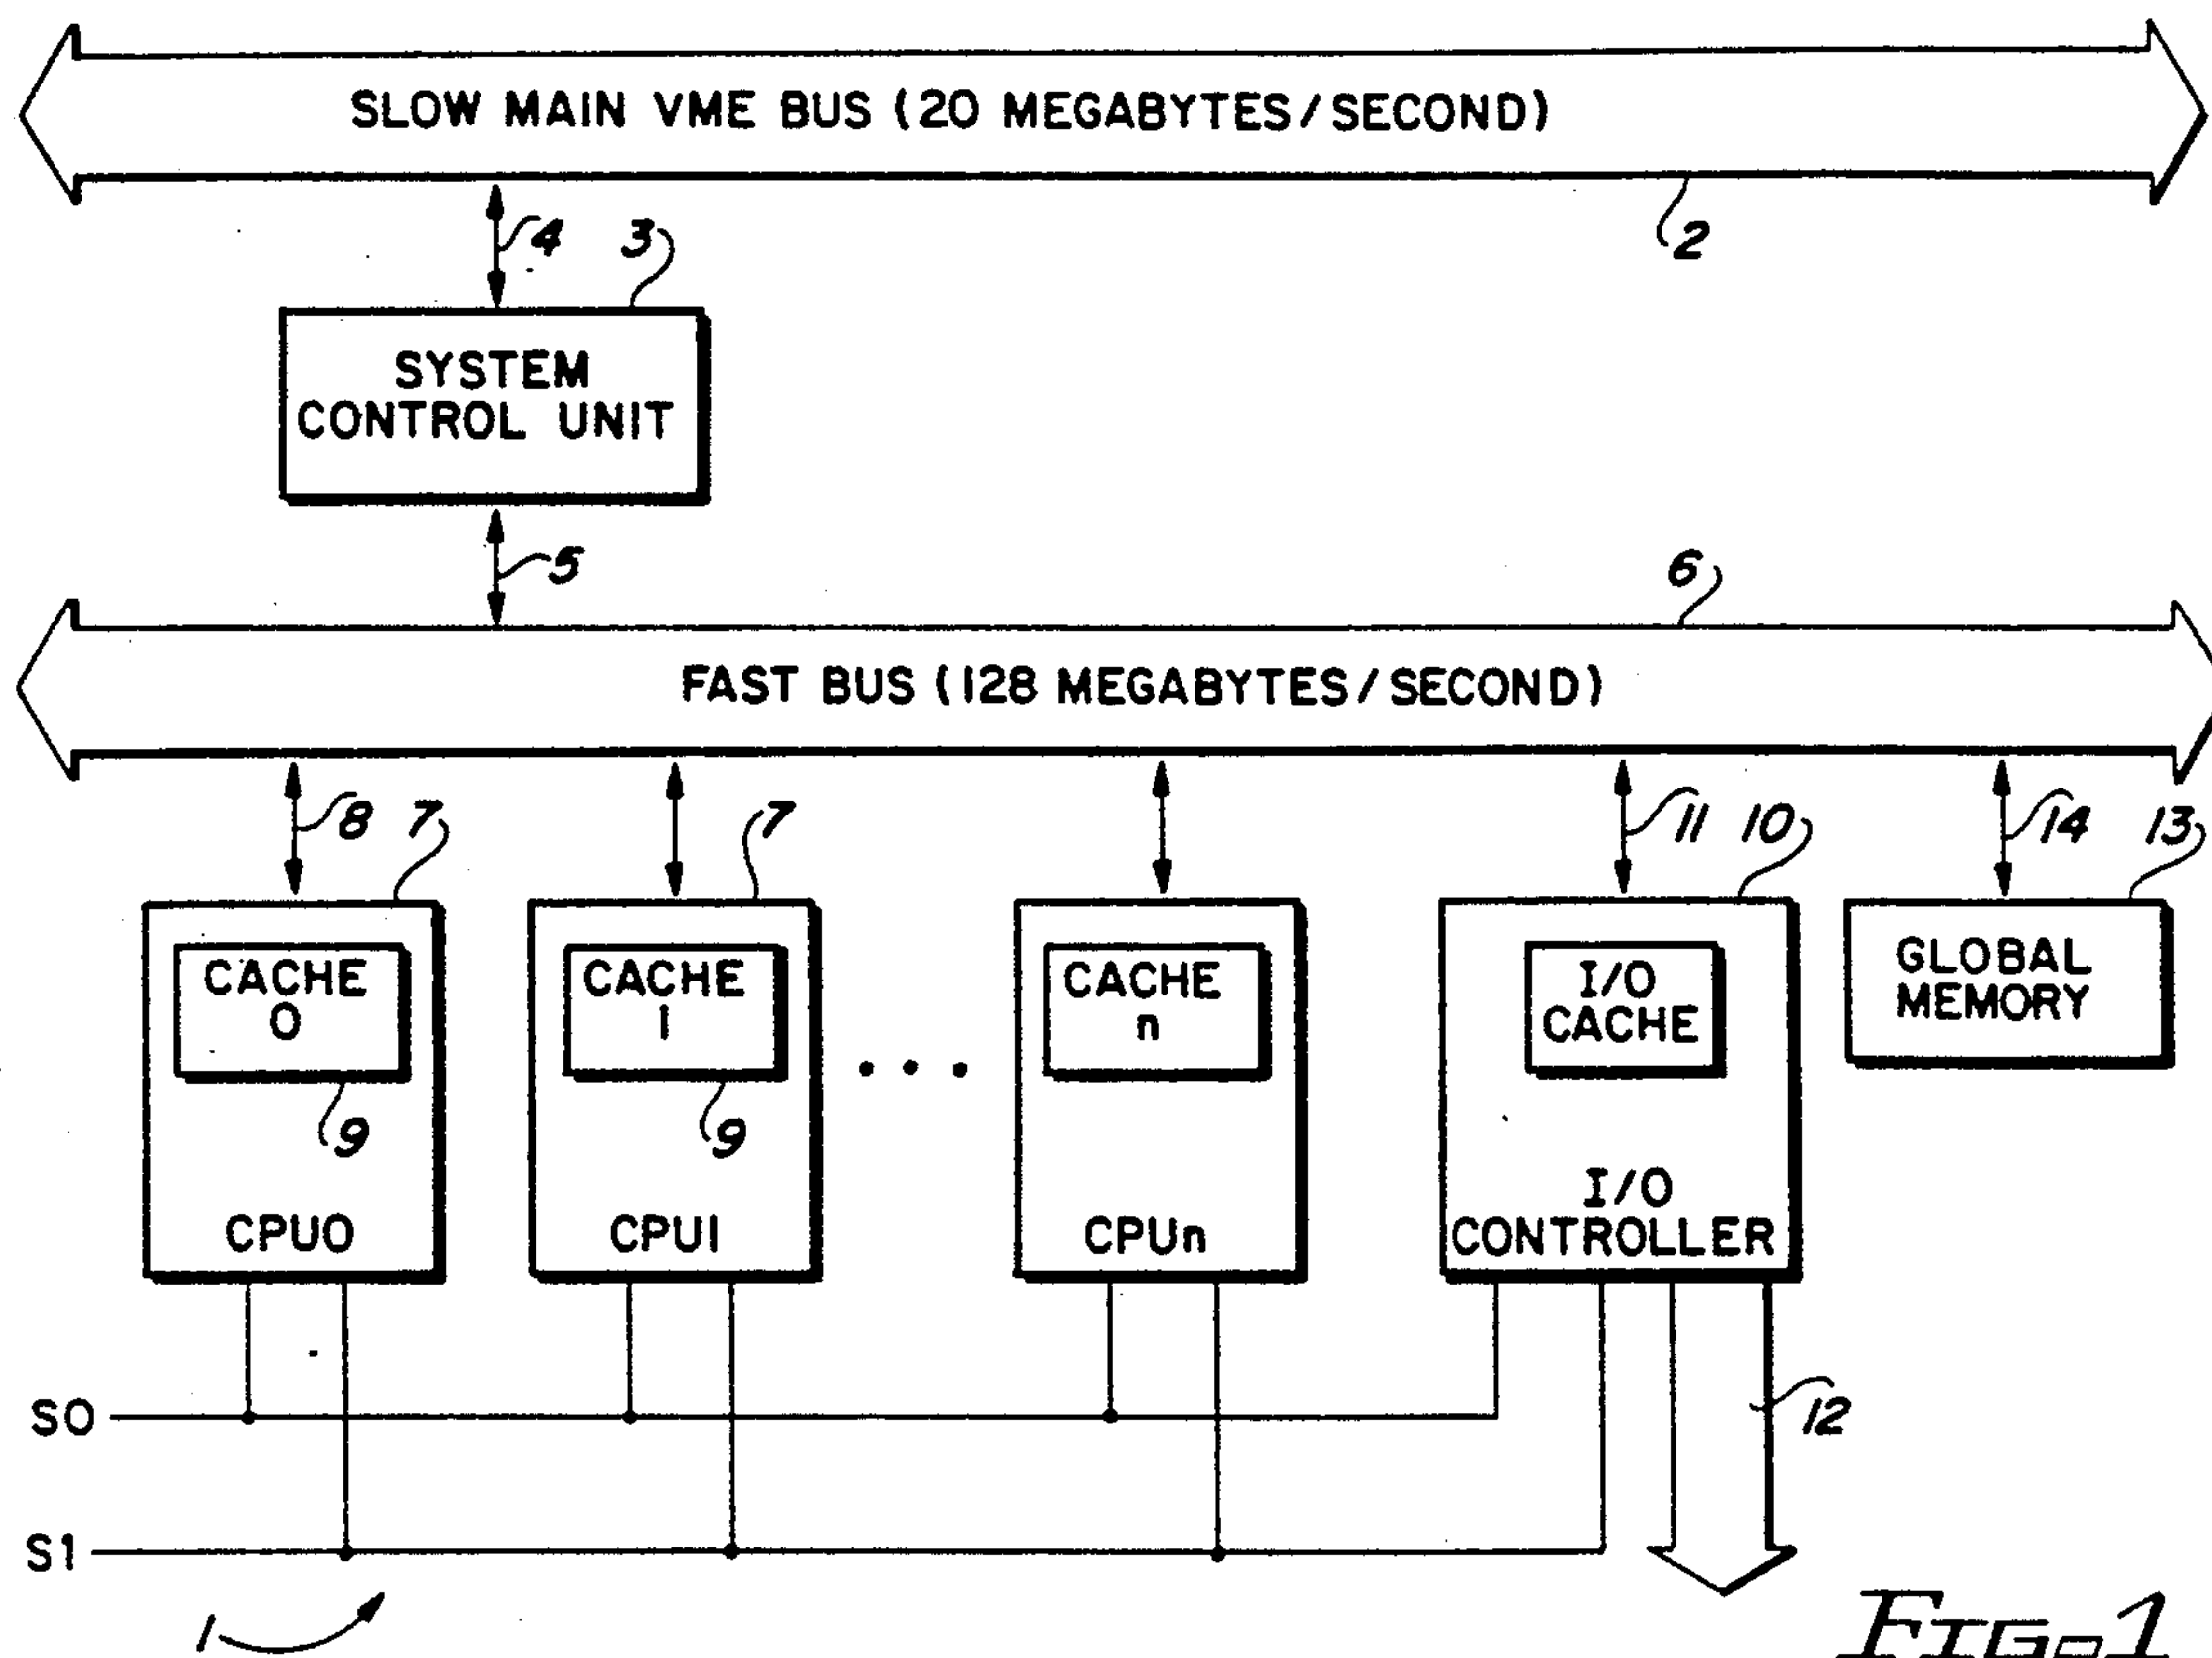 SLOW MAIN VME BUS (20 MEGABYTES/SECOND)
2
4
3
SYSTEM
CONTROL UNIT
5
6
FAST BUS (128 MEGABYTES/SECOND)
8
7
7
11
10
14
13
CACHE
0
9
CPU0
CACHE
1
9
CPU1
...
CACHE
n
CPUn
I/O
CACHE
I/O
CONTROLLER
GLOBAL
MEMORY
S0
12
S1
1
FIG-1